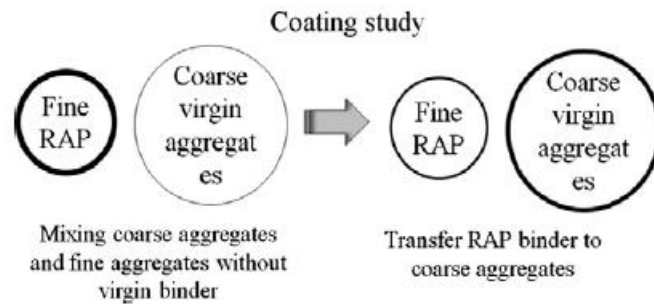 Coating study
Fine
RAP
Coarse
virgin
aggregat
es
Fine
RAP
Coarse
virgin
aggregat
es
Mixing coarse aggregates
and fine aggregates without
virgin binder
Transfer RAP binder to
coarse aggregates